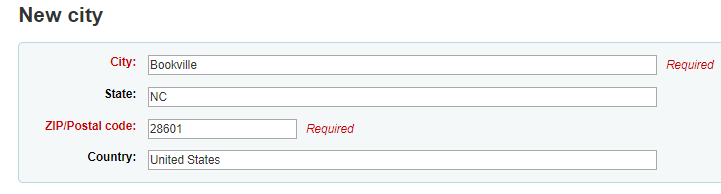 New city
City: Bookville Required
State: NC
ZIP/Postal code: 28601 Required
Country: United States